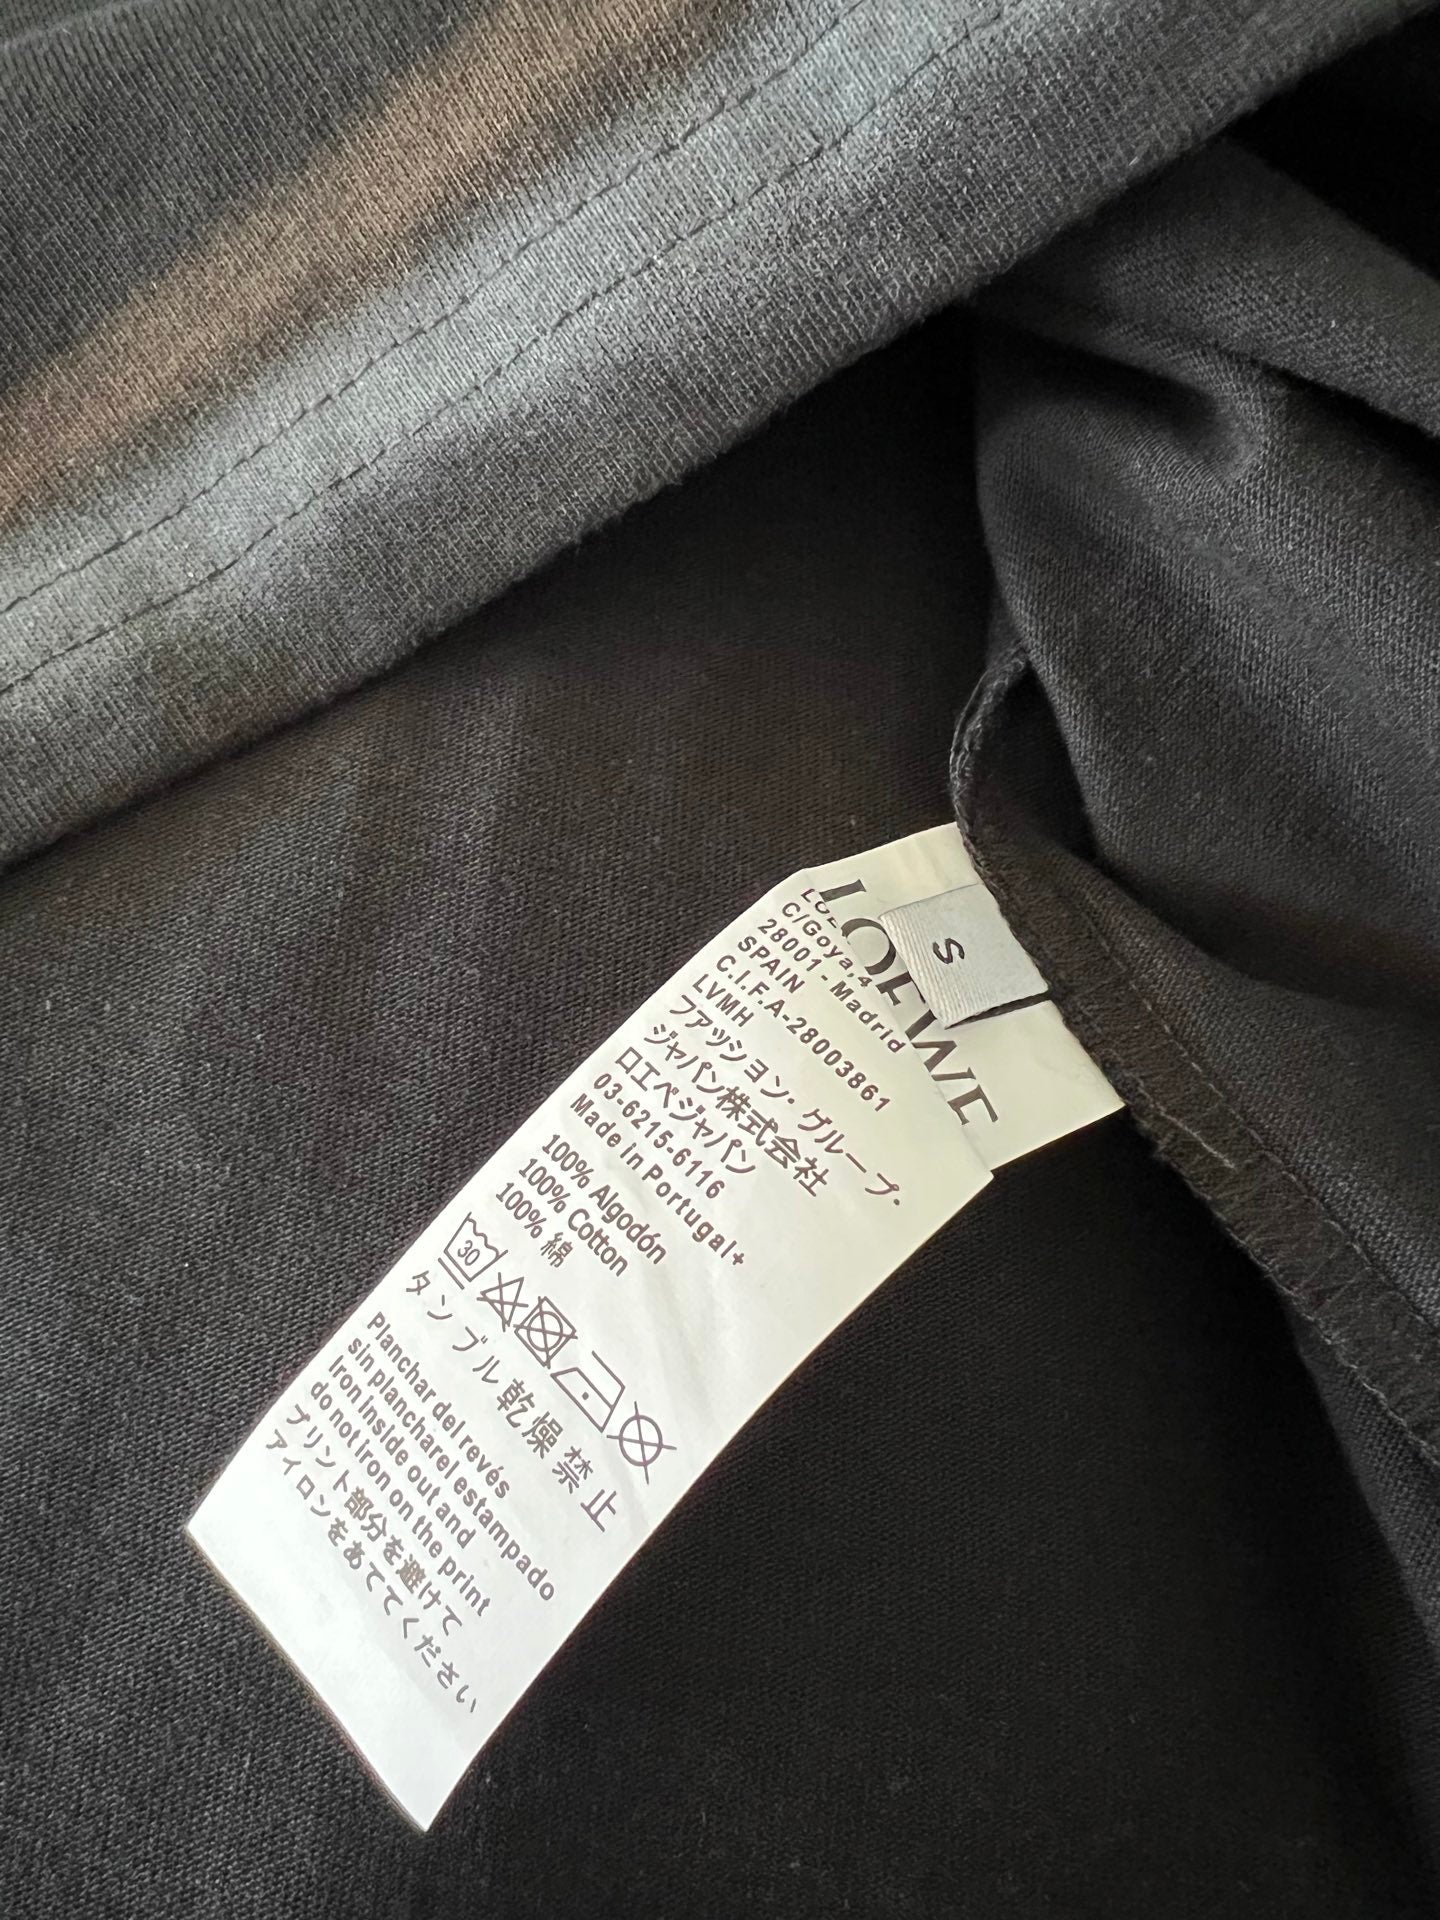 LOEWE
S
C/Goya,4
28001 - Madrid
SPAIN
C.I.F.A-28003861
LVMH
ファッション・グループ・
ジャパン株式会社
ロエベジャパン
03-6215-6116
Made in Portugal+
100% Algodón
100% Cotton
100% 綿
30
タンブル乾燥禁止
Planchar del revés
sin planchar el estampado
Iron inside out and
do not iron on the print
プリント部分を避けて
アイロンをあててください